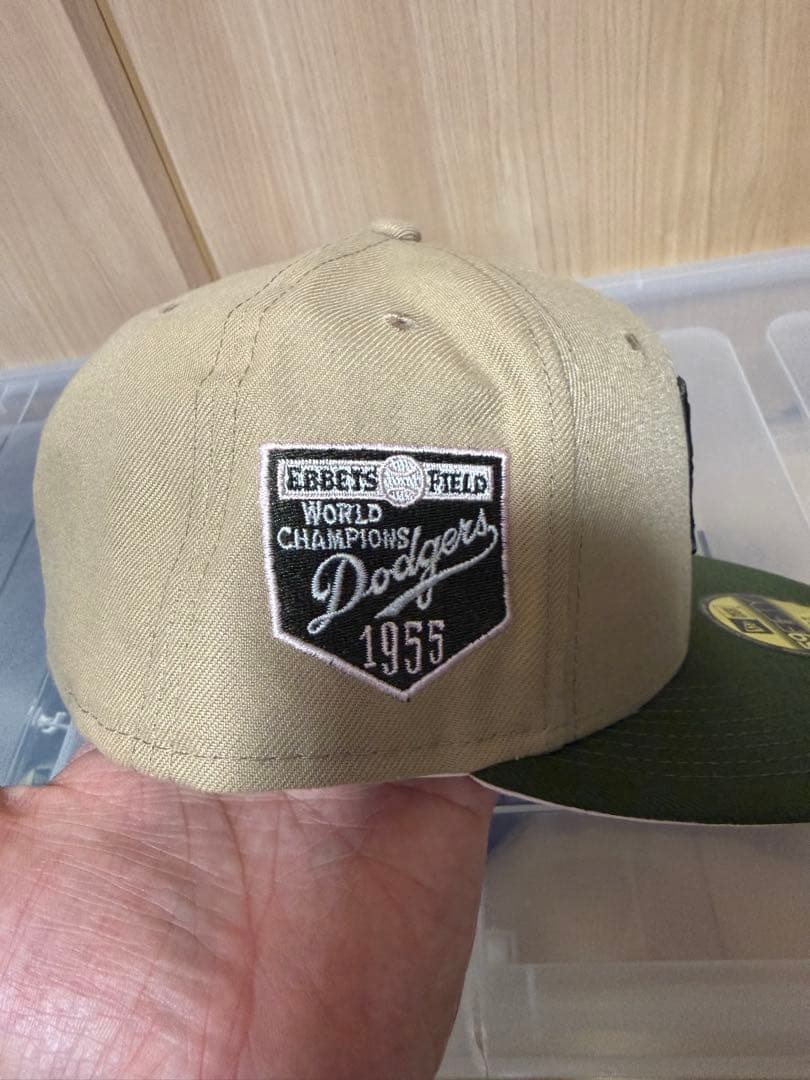 EBBETS FIELD
WORLD
CHAMPIONS
Dodgers
1955